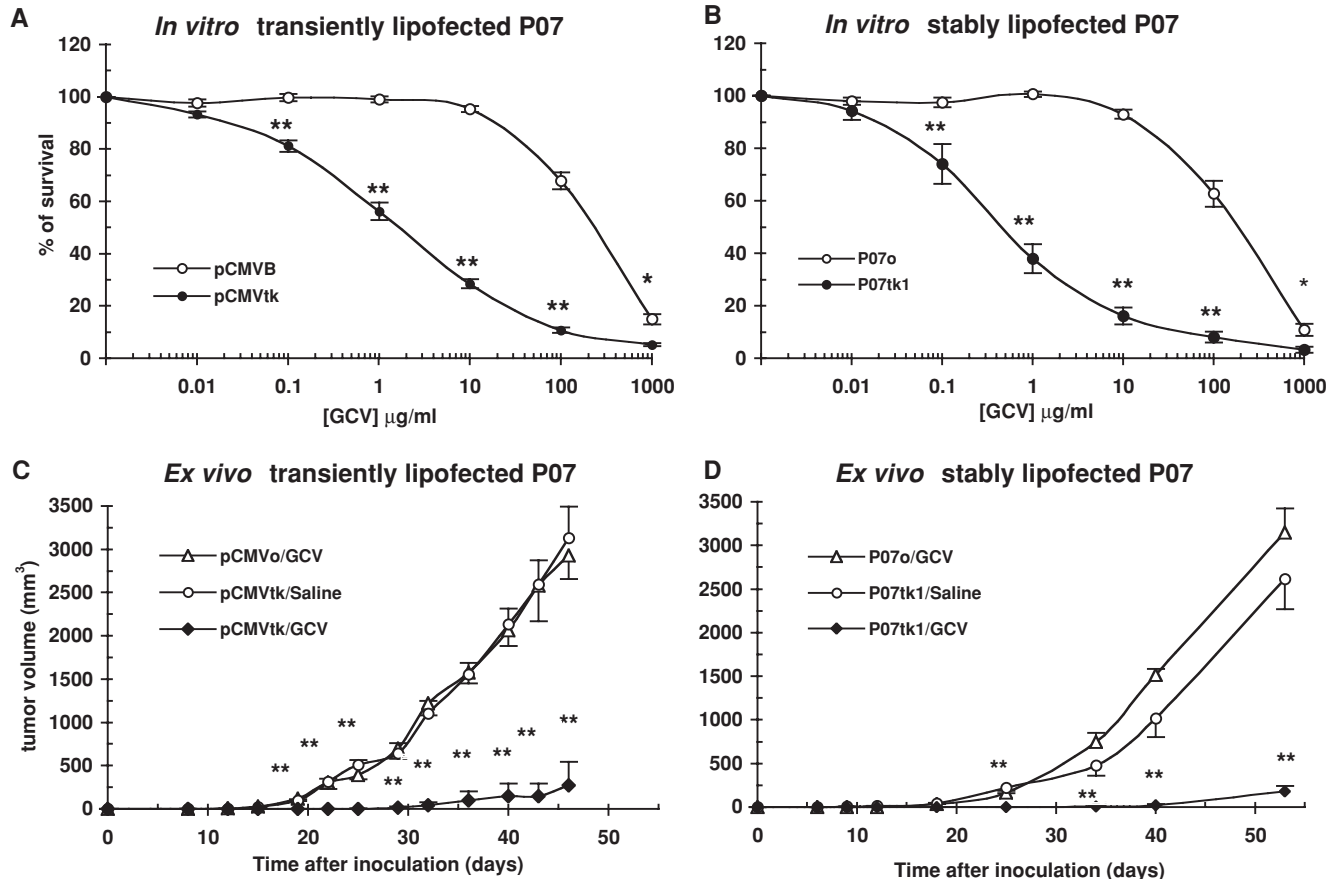 A
In vitro transiently lipofected P07
120
100
80
60
40
20
0
% of survival
**
**
**
**
*
pCMVB
pCMVtk
0.01 0.1 1 10 100 1000
[GCV] µg/ml
B
In vitro stably lipofected P07
120
100
80
60
40
20
0
**
**
**
**
*
P07o
P07tk1
0.01 0.1 1 10 100 1000
[GCV] µg/ml
C
Ex vivo transiently lipofected P07
3500
3000
2500
2000
1500
1000
500
0
tumor volume (mm³)
pCMVo/GCV
pCMVtk/Saline
pCMVtk/GCV
** ** ** ** ** ** ** ** **
0 10 20 30 40 50
Time after inoculation (days)
D
Ex vivo stably lipofected P07
3500
3000
2500
2000
1500
1000
500
0
P07o/GCV
P07tk1/Saline
P07tk1/GCV
** ** ** **
0 10 20 30 40 50
Time after inoculation (days)